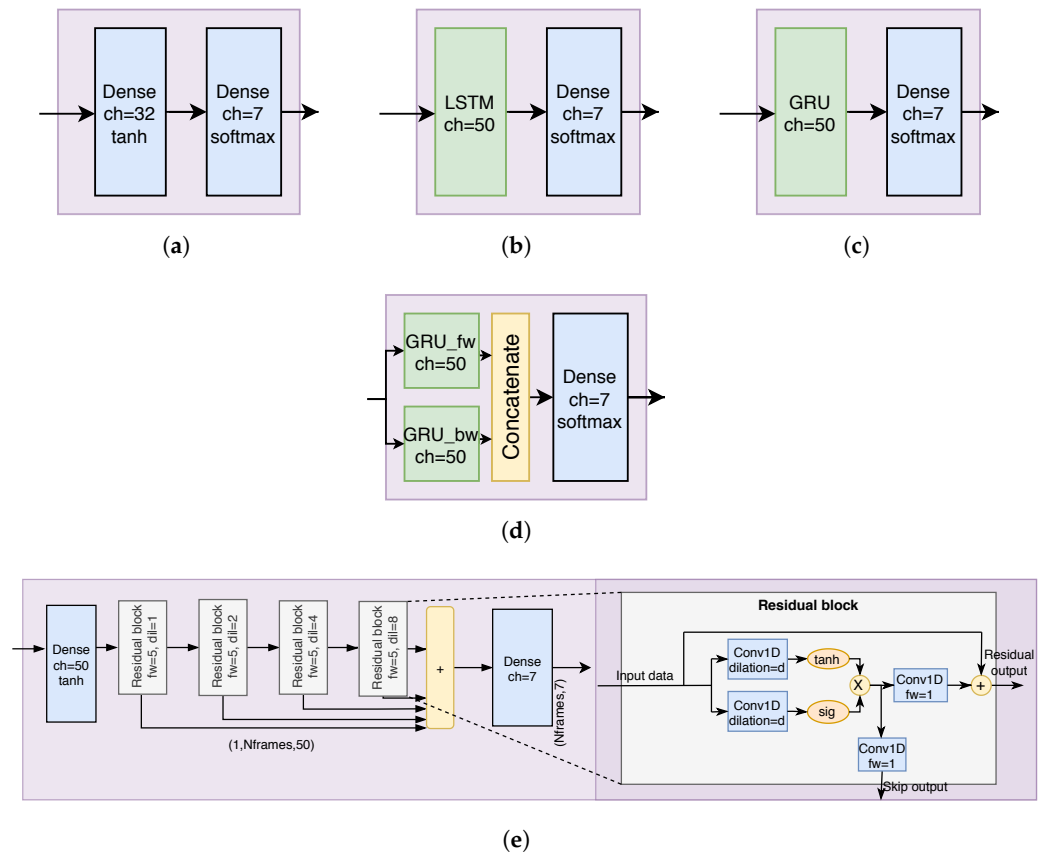 Dense
ch=32
tanh
Dense
ch=7
softmax
(a)
LSTM
ch=50
Dense
ch=7
softmax
(b)
GRU
ch=50
Dense
ch=7
softmax
(c)
GRU_fw
ch=50
GRU_bw
ch=50
Concatenate
Dense
ch=7
softmax
(d)
Dense
ch=50
tanh
Residual block
fw=5, dil=1
Residual block
fw=5, dil=2
Residual block
fw=5, dil=4
Residual block
fw=5, dil=8
+
Dense
ch=7
(Nframes,7)
(1,Nframes,50)
Residual block
Input data
Conv1D
dilation=d
tanh
Conv1D
dilation=d
sig
X
Conv1D
fw=1
+
Residual
output
Conv1D
fw=1
Skip output
(e)